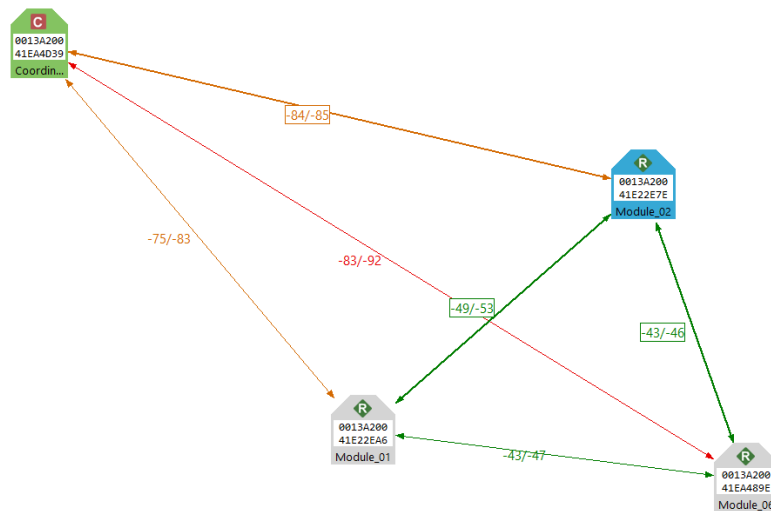 C
0013A200
41EA4D39
Coordin...
-84/-85
R
0013A200
41E22E7E
Module_02
-75/-83
-83/-92
-49/-53
-43/-46
R
0013A200
41E22EA6
Module_01
-43/-47
R
0013A200
41EA489E
Module_06